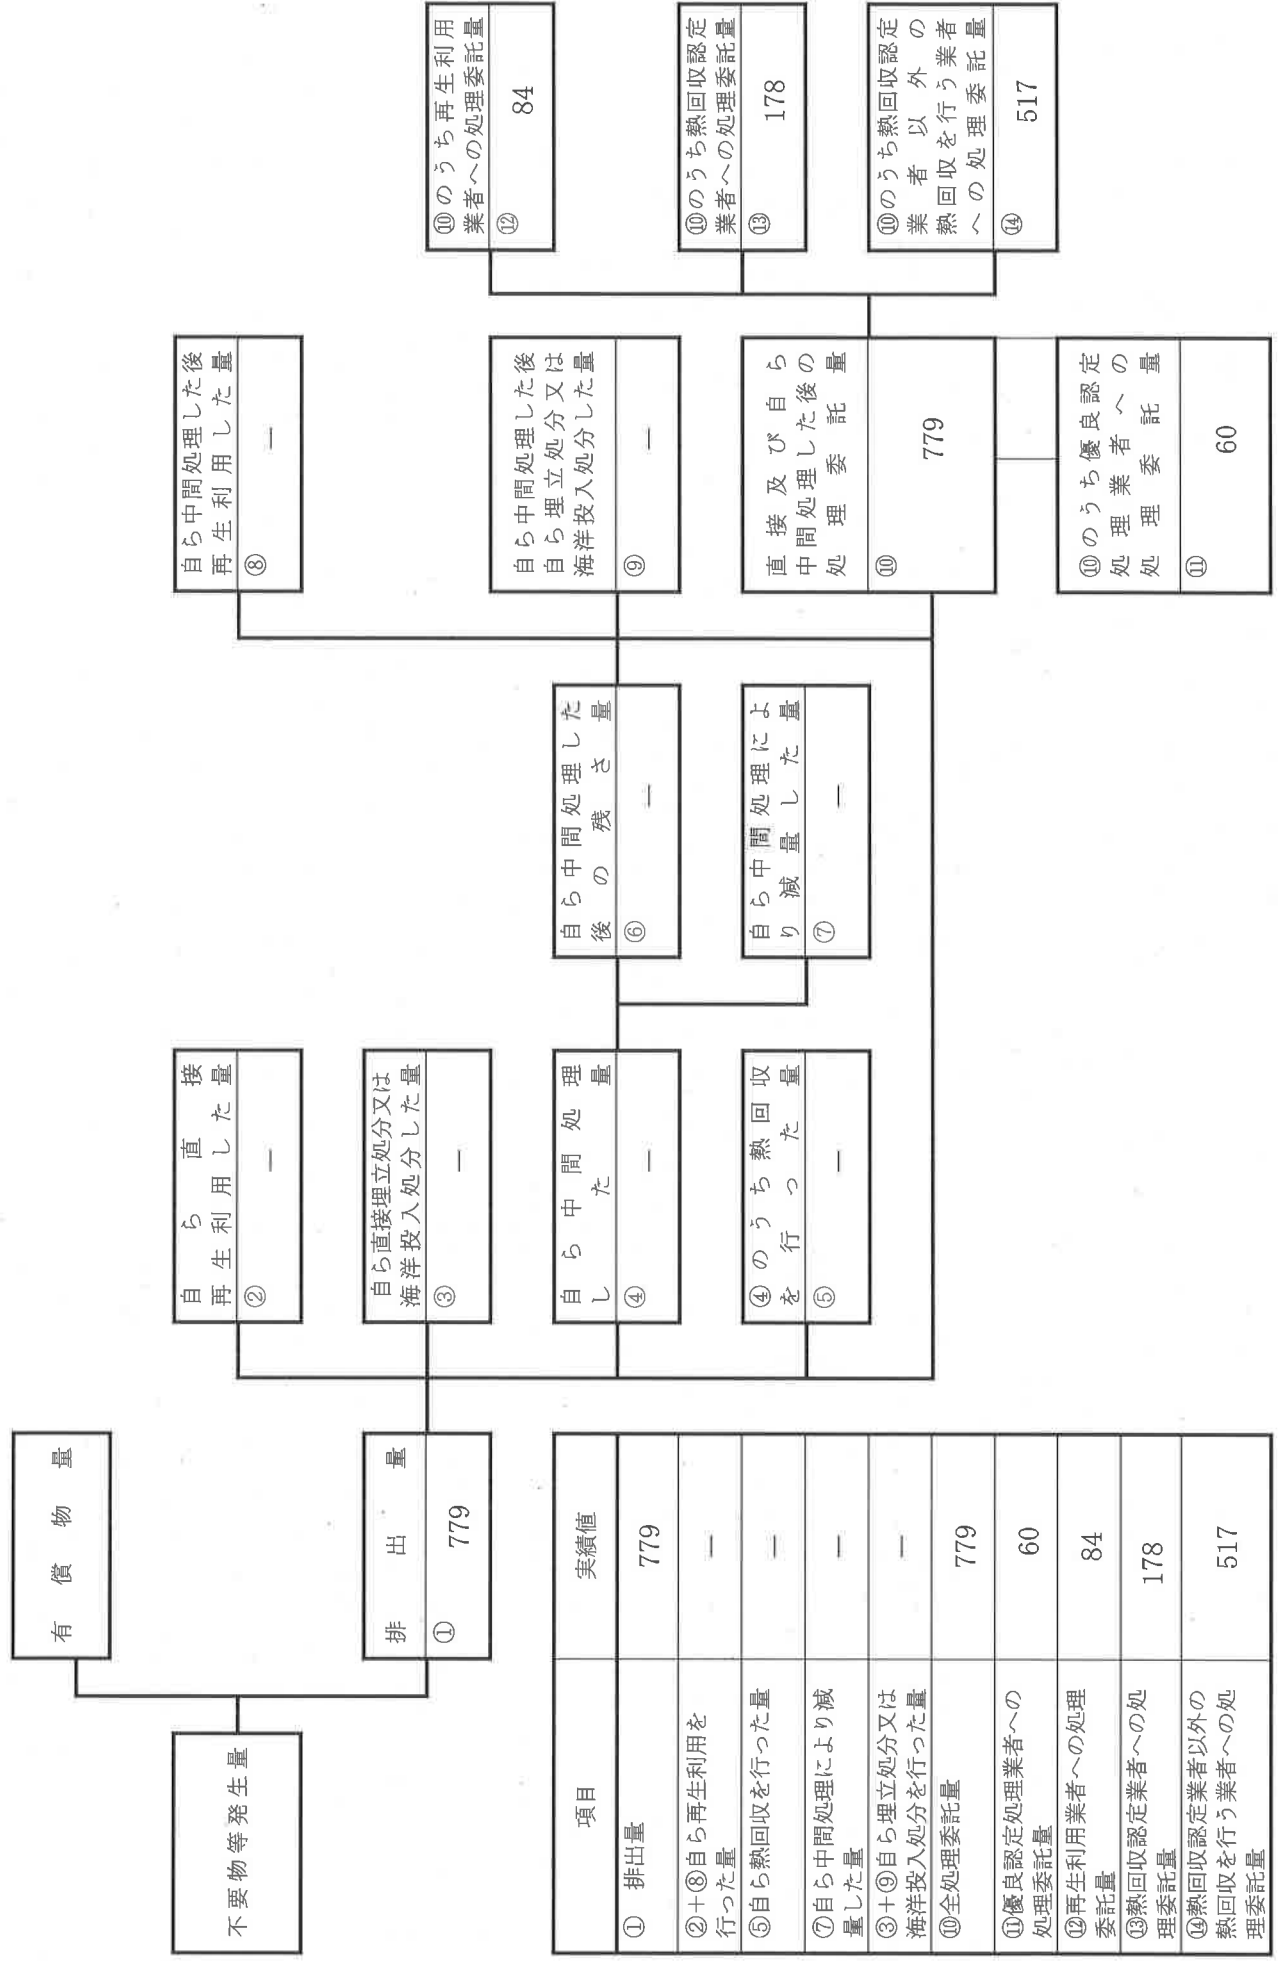 不要物等発生量
有償物量
排出量
① 779
自ら直接
再生利用した量
② －
自ら直接埋立処分又は
海洋投入処分した量
③ －
自ら中間処理
した量
④ －
④のうち熱回収
を行った量
⑤ －
自ら中間処理した
後の残さ量
⑥ －
自ら中間処理によ
り減量した量
⑦ －
自ら中間処理した後
再生利用した量
⑧ －
自ら中間処理した後
自ら埋立処分又は
海洋投入処分した量
⑨ －
直接及び自ら
中間処理した後の
処理委託量
⑩ 779
⑩のうち優良認定
処理業者への
処理委託量
⑪ 60
⑩のうち再生利用
業者への処理委託量
⑫ 84
⑩のうち熱回収認定
業者への処理委託量
⑬ 178
⑩のうち熱回収認定
業者以外の
熱回収を行う業者
への処理委託量
⑭ 517
項目 実績値
① 排出量 779
②＋⑧自ら再生利用を
行った量 －
⑤自ら熱回収を行った量 －
⑦自ら中間処理により減
量した量 －
③＋⑨自ら埋立処分又は
海洋投入処分を行った量 －
⑩全処理委託量 779
⑪優良認定処理業者への
処理委託量 60
⑫再生利用業者への処理
委託量 84
⑬熱回収認定業者への処
理委託量 178
⑭熱回収認定業者以外の
熱回収を行う業者への処
理委託量 517